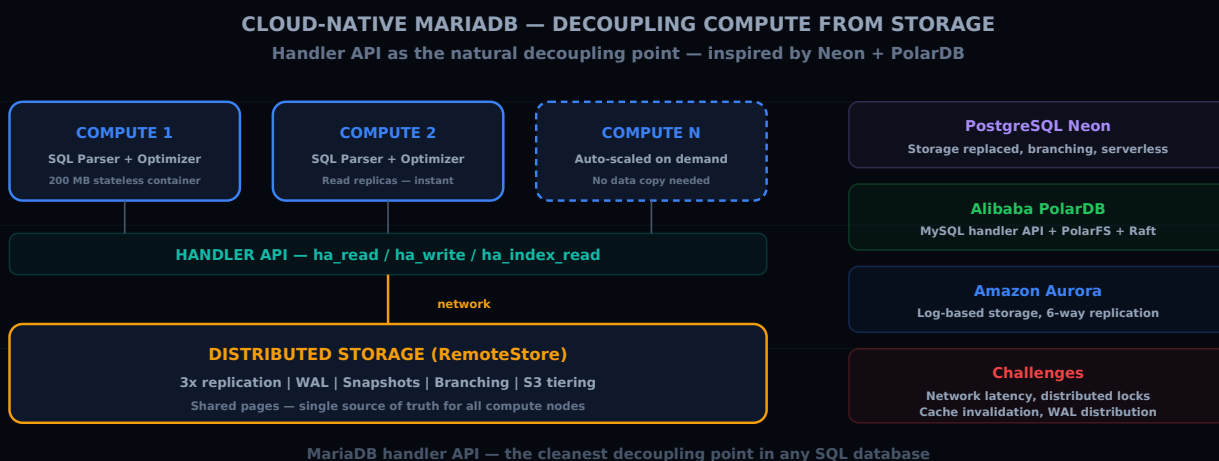 CLOUD-NATIVE MARIADB — DECOUPLING COMPUTE FROM STORAGE
Handler API as the natural decoupling point — inspired by Neon + PolarDB
COMPUTE 1
SQL Parser + Optimizer
200 MB stateless container
COMPUTE 2
SQL Parser + Optimizer
Read replicas — instant
COMPUTE N
Auto-scaled on demand
No data copy needed
HANDLER API — ha_read / ha_write / ha_index_read
network
DISTRIBUTED STORAGE (RemoteStore)
3x replication | WAL | Snapshots | Branching | S3 tiering
Shared pages — single source of truth for all compute nodes
PostgreSQL Neon
Storage replaced, branching, serverless
Alibaba PolarDB
MySQL handler API + PolarFS + Raft
Amazon Aurora
Log-based storage, 6-way replication
Challenges
Network latency, distributed locks
Cache invalidation, WAL distribution
MariaDB handler API — the cleanest decoupling point in any SQL database